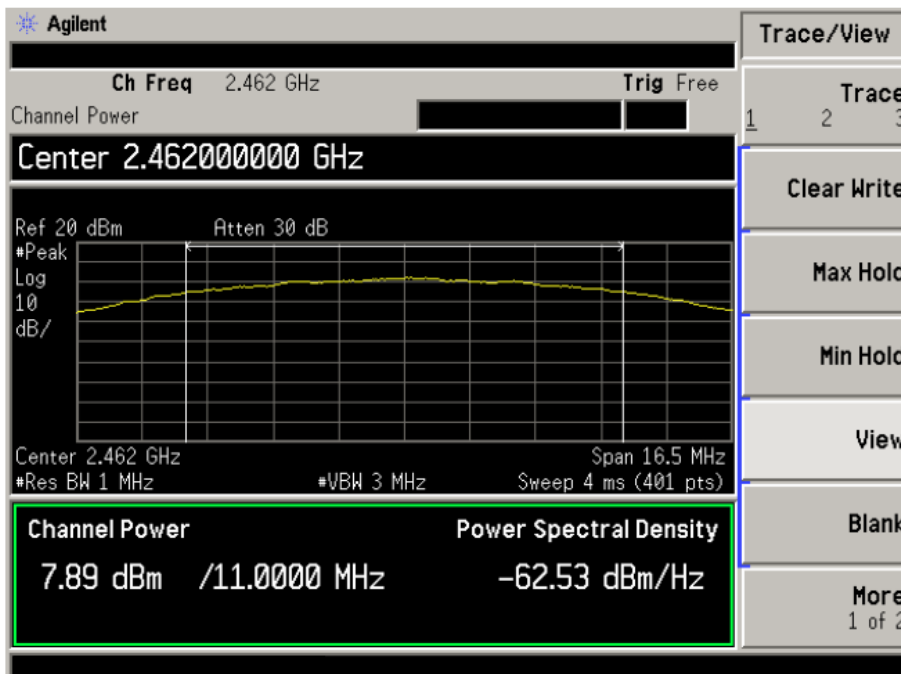 Agilent
Trace/View
Ch Freq 2.462 GHz Trig Free
Channel Power
Trace
1 2 3
Center 2.462000000 GHz
Clear Write
Ref 20 dBm Atten 30 dB
#Peak
Log
10
dB/
Max Hold
Min Hold
View
Center 2.462 GHz Span 16.5 MHz
#Res BW 1 MHz #VBW 3 MHz Sweep 4 ms (401 pts)
Channel Power Power Spectral Density
7.89 dBm /11.0000 MHz -62.53 dBm/Hz
Blank
More
1 of 2